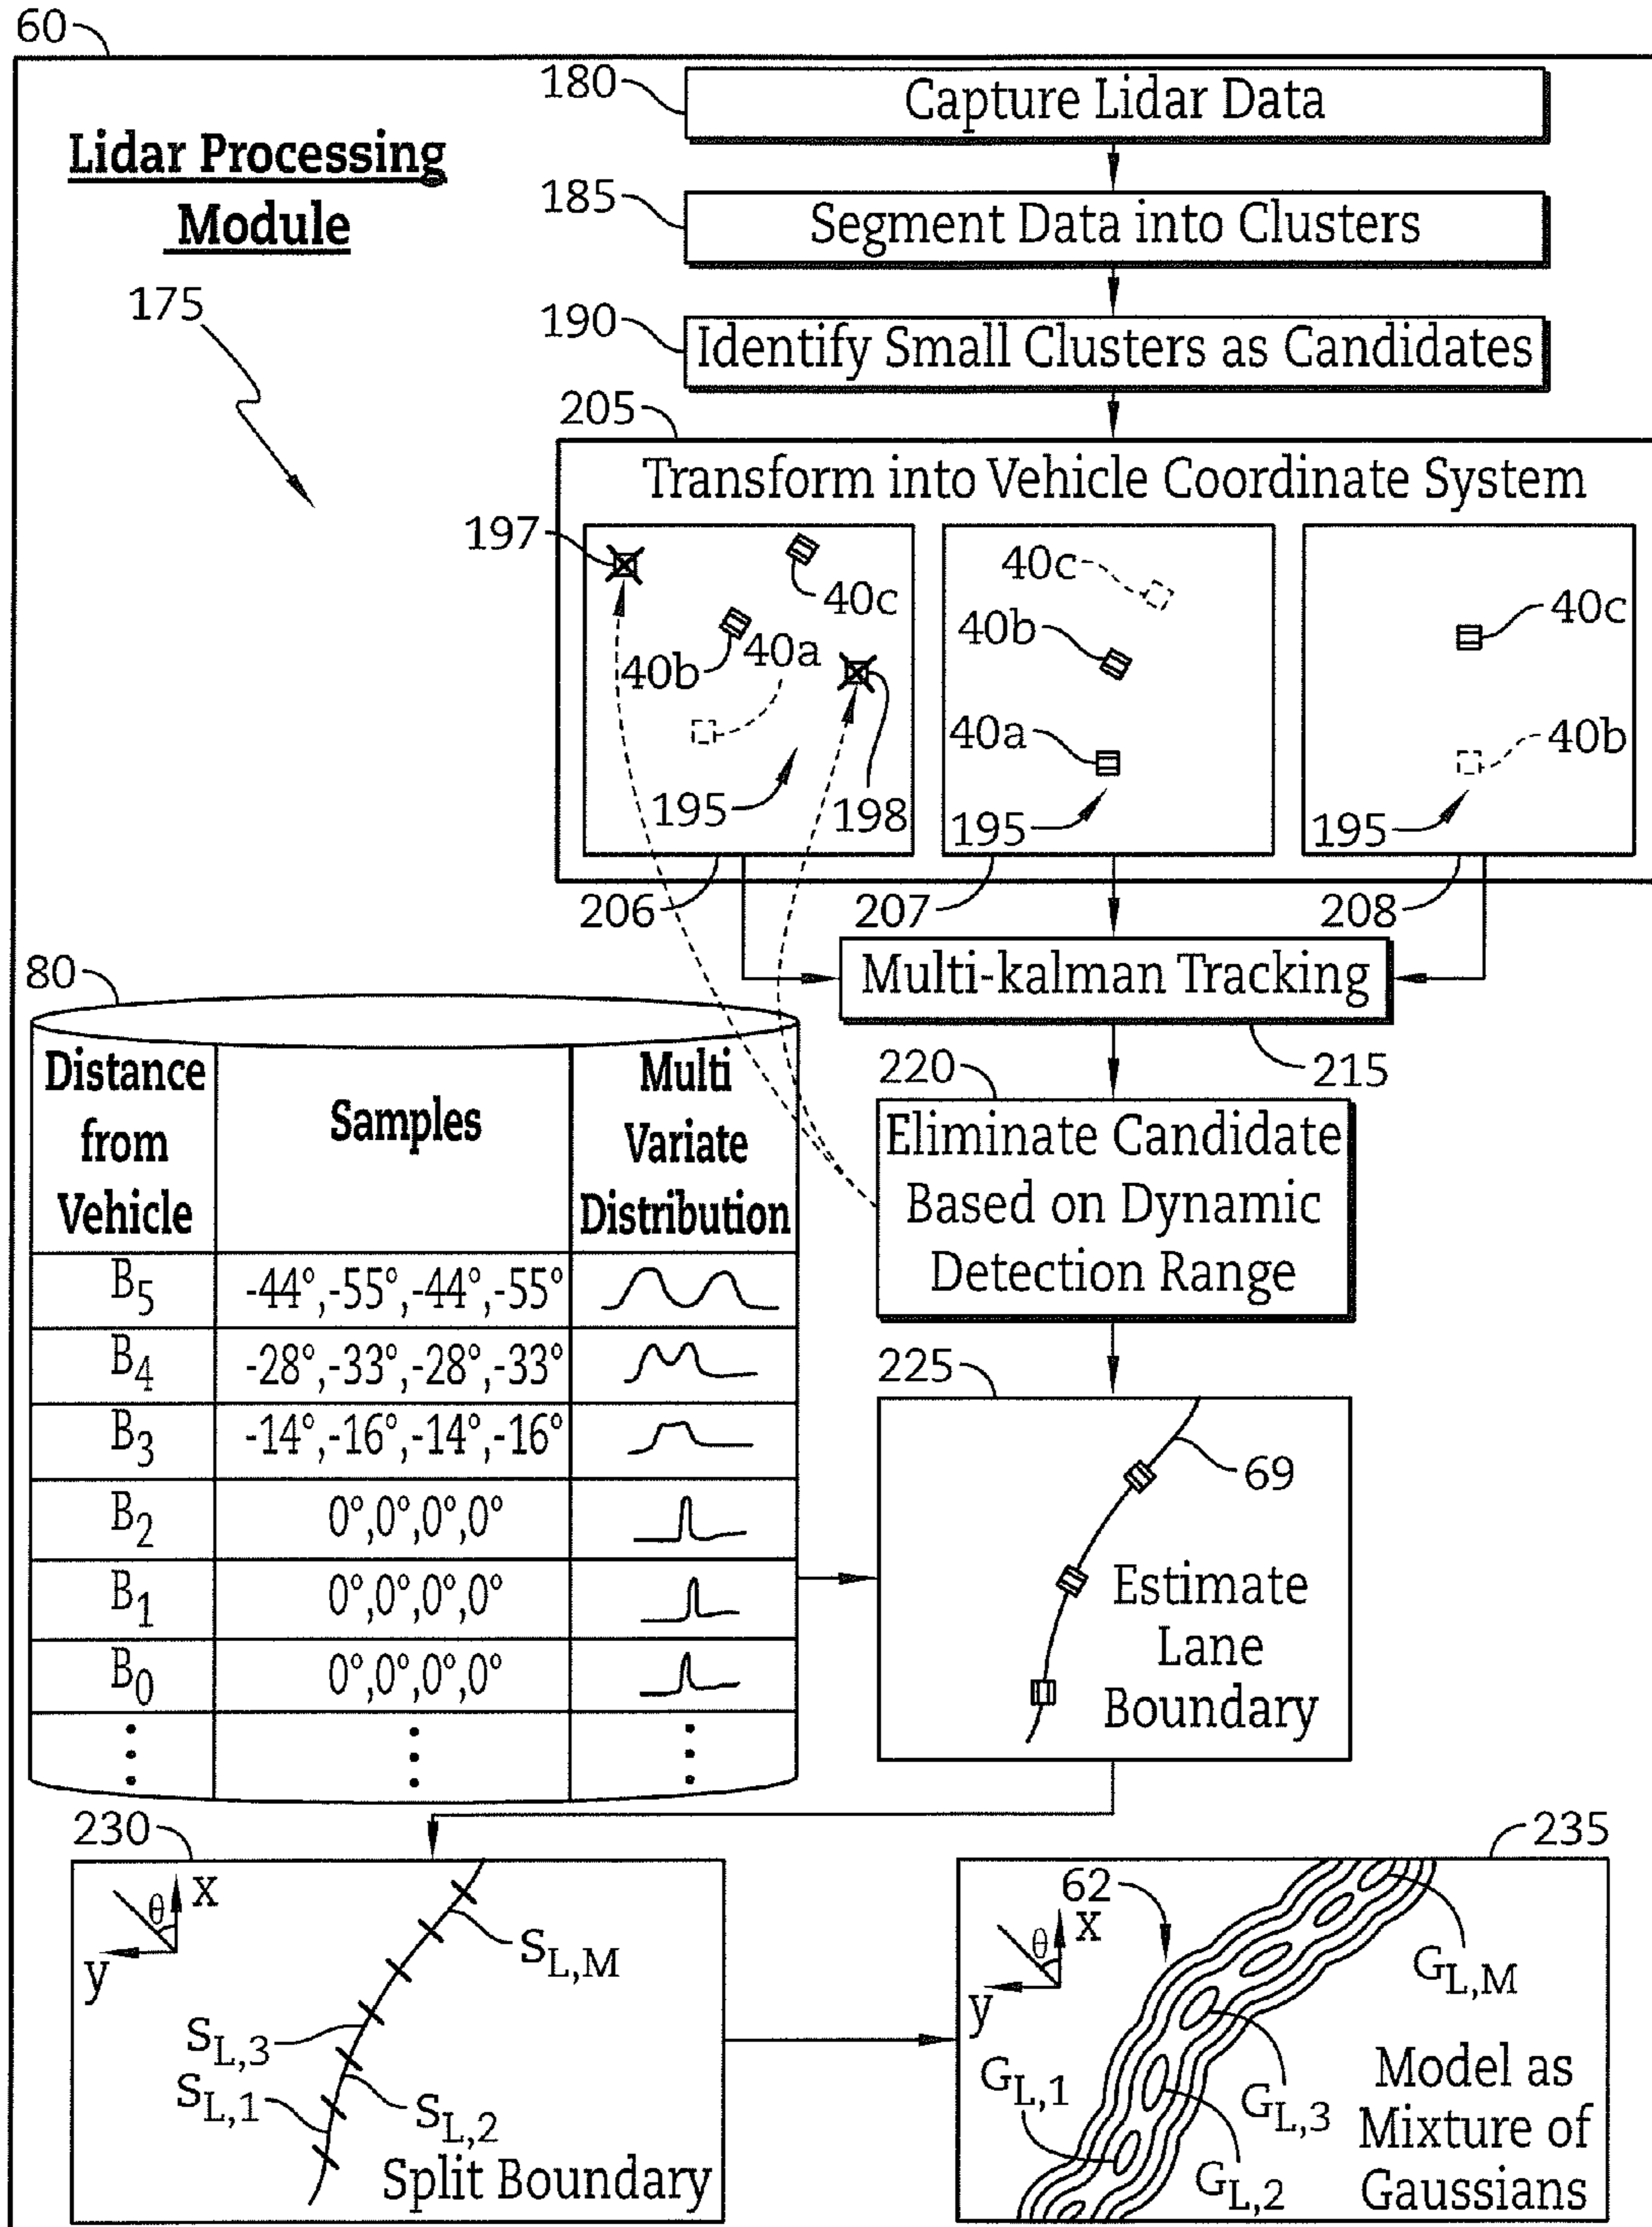 60
Lidar Processing
Module
175
180
Capture Lidar Data
185
Segment Data into Clusters
190
Identify Small Clusters as Candidates
205
Transform into Vehicle Coordinate System
197
40c
40b
40a
195
198
40c
40b
40a
195
40c
40b
195
206
207
208
Multi-kalman Tracking
215
220
Eliminate Candidate
Based on Dynamic
Detection Range
80
Distance
from
Vehicle
Samples
Multi
Variate
Distribution
B5
-44°,-55°,-44°,-55°
B4
-28°,-33°,-28°,-33°
B3
-14°,-16°,-14°,-16°
B2
0°,0°,0°,0°
B1
0°,0°,0°,0°
B0
0°,0°,0°,0°
225
69
Estimate
Lane
Boundary
230
θ
X
y
SL,M
SL,3
SL,1
SL,2
Split Boundary
235
62
θ
X
y
GL,M
GL,1
GL,3
GL,2
Model as
Mixture of
Gaussians